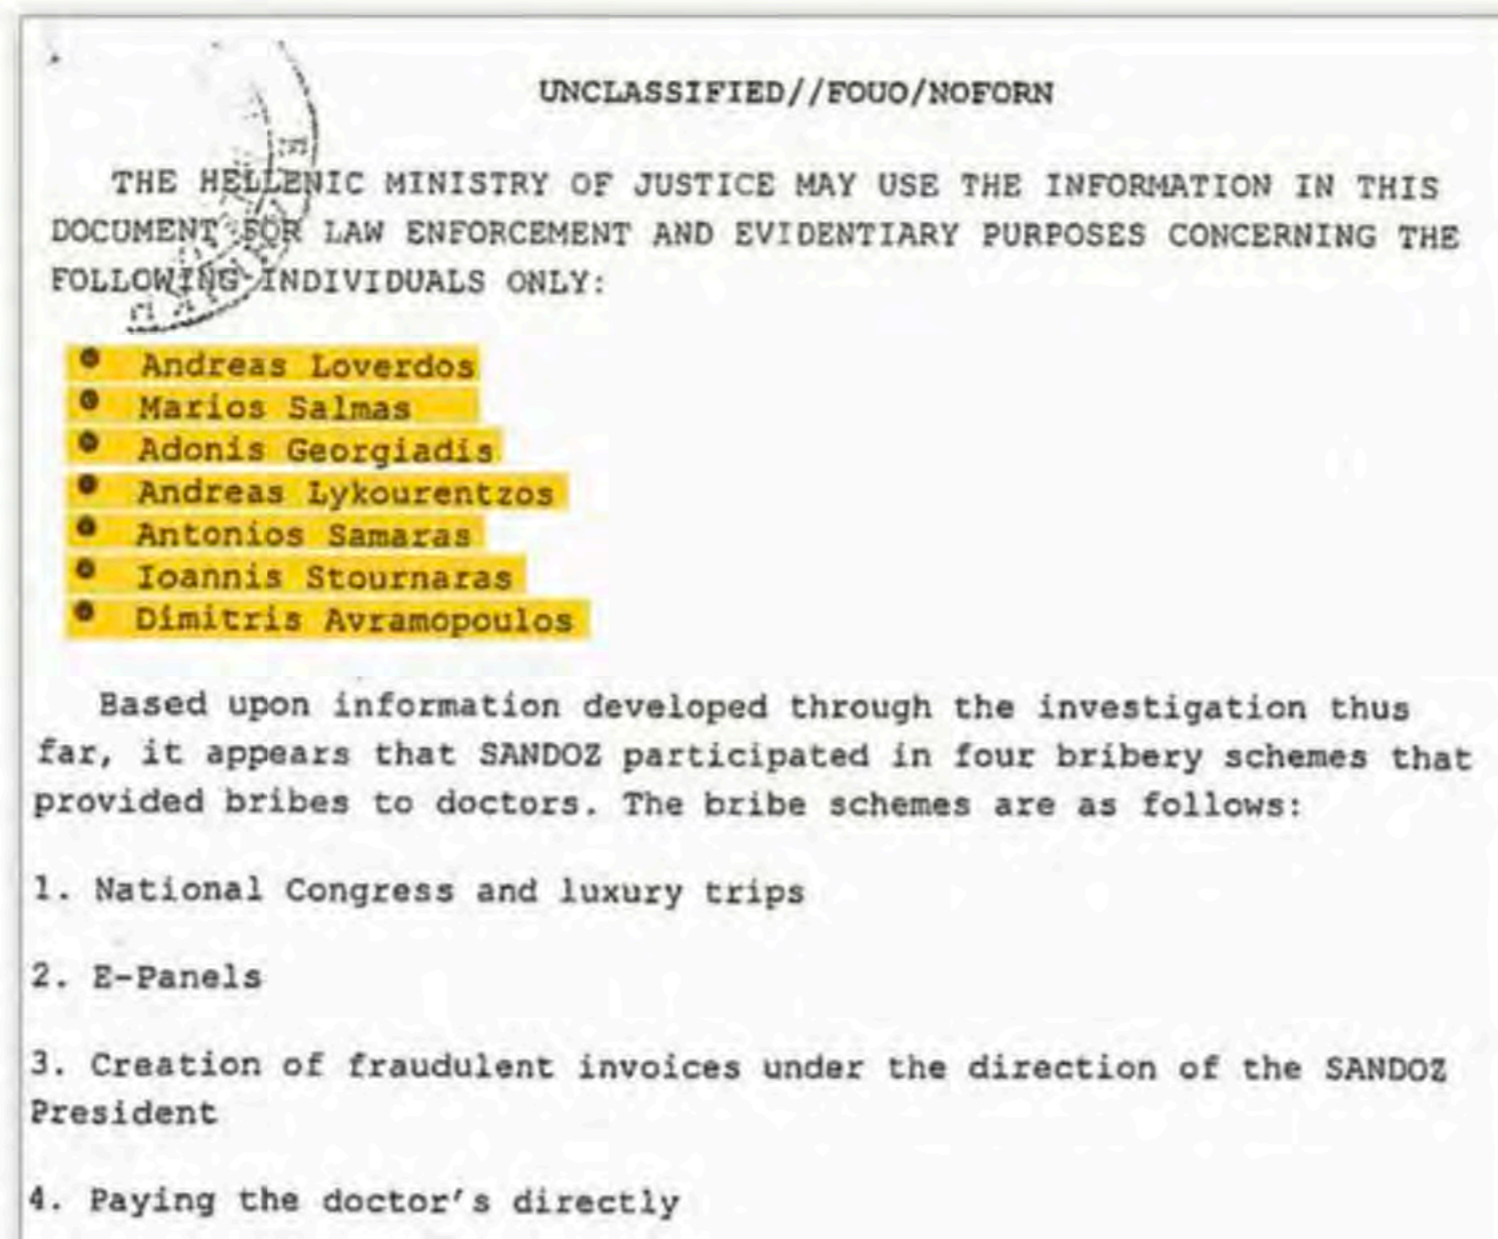 UNCLASSIFIED//FOUO/NOFORN
THE HELLENIC MINISTRY OF JUSTICE MAY USE THE INFORMATION IN THIS
DOCUMENT FOR LAW ENFORCEMENT AND EVIDENTIARY PURPOSES CONCERNING THE
FOLLOWING INDIVIDUALS ONLY:
• Andreas Loverdos
• Marios Salmas
• Adonis Georgiadis
• Andreas Lykourentzos
• Antonios Samaras
• Ioannis Stournaras
• Dimitris Avramopoulos
Based upon information developed through the investigation thus
far, it appears that SANDOZ participated in four bribery schemes that
provided bribes to doctors. The bribe schemes are as follows:
1. National Congress and luxury trips
2. E-Panels
3. Creation of fraudulent invoices under the direction of the SANDOZ
President
4. Paying the doctor's directly